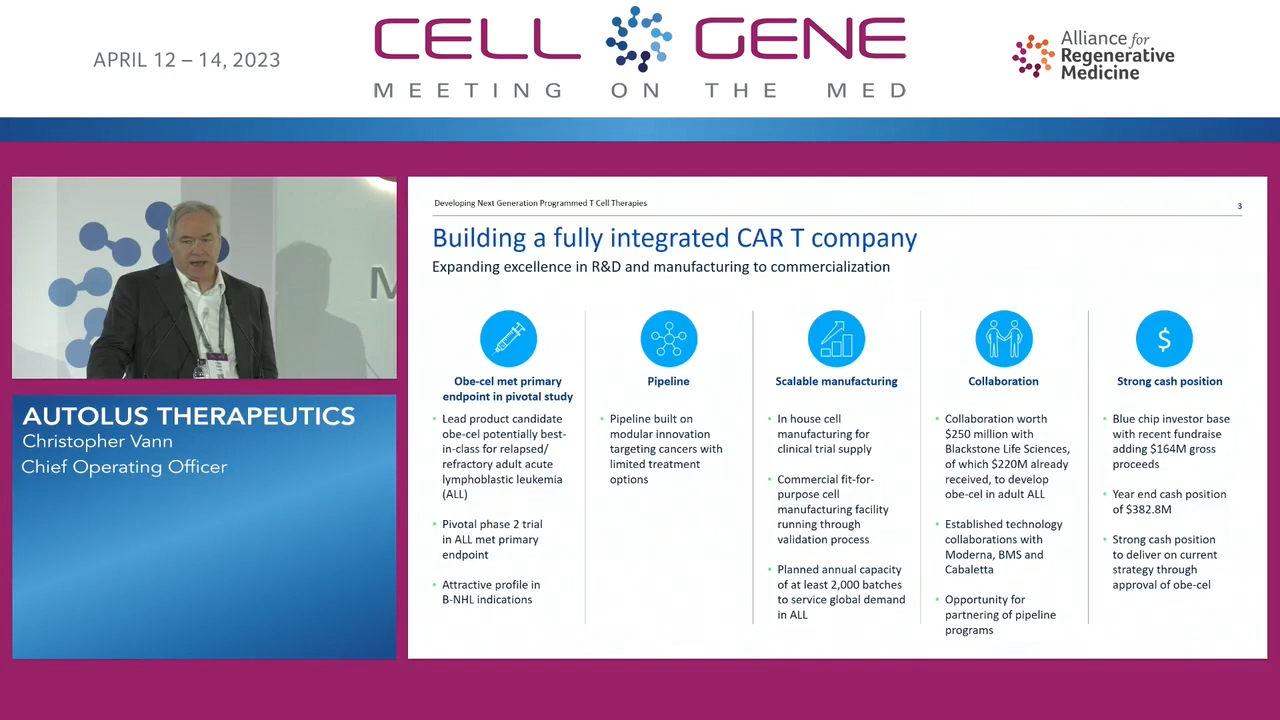 APRIL 12 – 14, 2023
CELL GENE
MEETING ON THE MED
Alliance for
Regenerative
Medicine
AUTOLUS THERAPEUTICS
Christopher Vann
Chief Operating Officer
Developing Next Generation Programmed T Cell Therapies
3
Building a fully integrated CAR T company
Expanding excellence in R&D and manufacturing to commercialization
Obe-cel met primary
endpoint in pivotal study
• Lead product candidate
obe-cel potentially best-
in-class for relapsed/
refractory adult acute
lymphoblastic leukemia
(ALL)
• Pivotal phase 2 trial
in ALL met primary
endpoint
• Attractive profile in
B-NHL indications
Pipeline
• Pipeline built on
modular innovation
targeting cancers with
limited treatment
options
Scalable manufacturing
• In house cell
manufacturing for
clinical trial supply
• Commercial fit-for-
purpose cell
manufacturing facility
running through
validation process
• Planned annual capacity
of at least 2,000 batches
to service global demand
in ALL
Collaboration
• Collaboration worth
$250 million with
Blackstone Life Sciences,
of which $220M already
received, to develop
obe-cel in adult ALL
• Established technology
collaborations with
Moderna, BMS and
Cabaletta
• Opportunity for
partnering of pipeline
programs
$
Strong cash position
• Blue chip investor base
with recent fundraise
adding $164M gross
proceeds
• Year end cash position
of $382.8M
• Strong cash position
to deliver on current
strategy through
approval of obe-cel